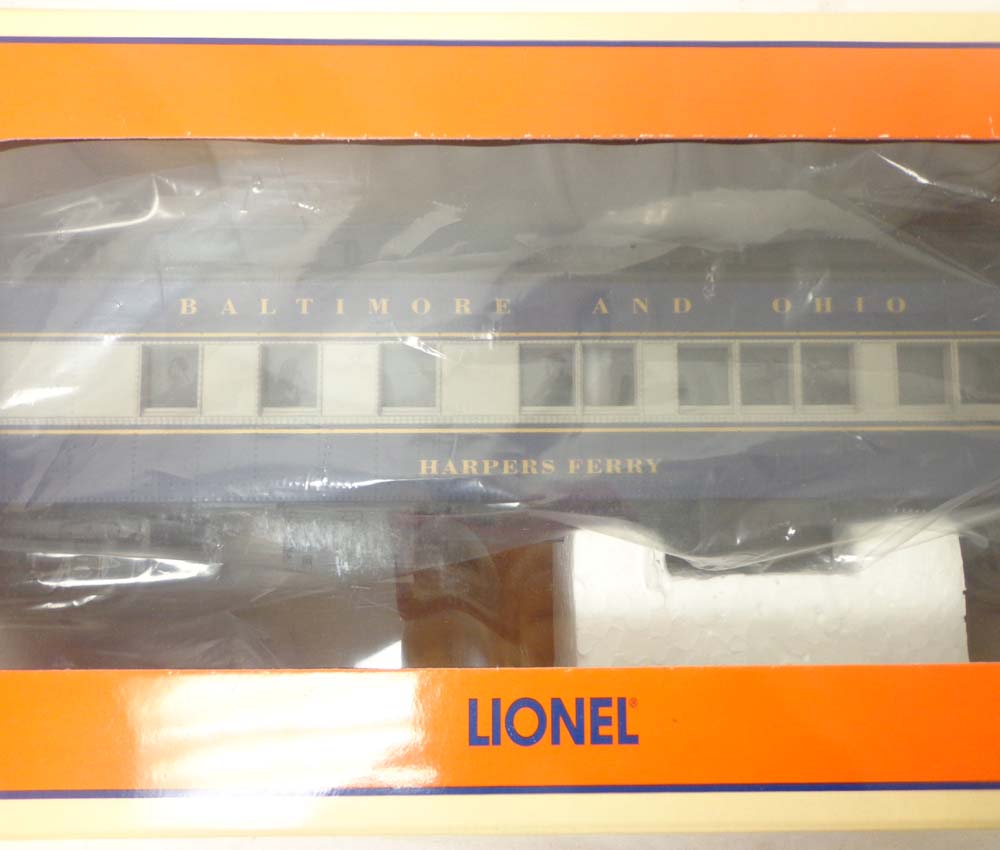 BALTIMORE AND OHIO
HARPERS FERRY
LIONEL®